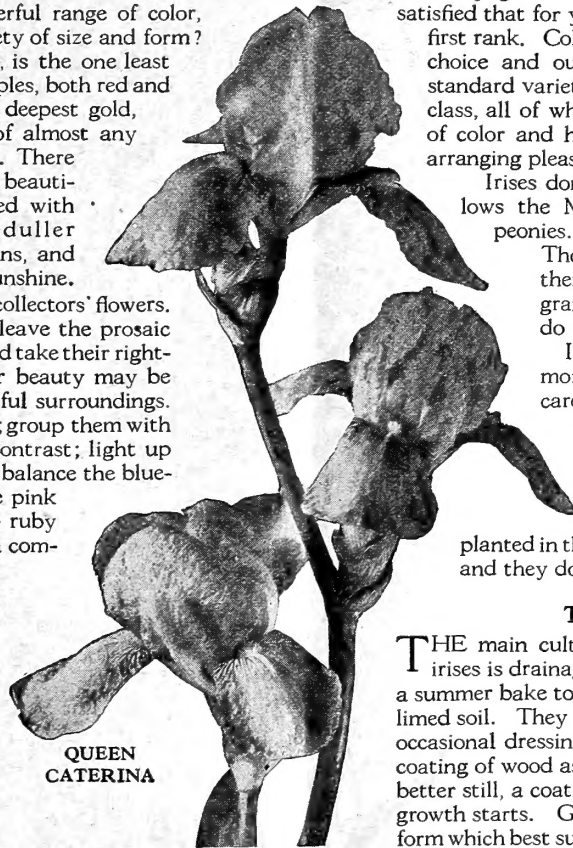 erful range of color,
ety of size and form?
, is the one least
ples, both red and
deepest gold,
of almost any
. There
beauti-
ed with
duller
ns, and
unshine.
collectors' flowers.
leave the prosaic
d take their right-
r beauty may be
ful surroundings.
; group them with
ontrast; light up
balance the blue-
e pink
ruby
com-
QUEEN
CATERINA
satisfied that for y
first rank. Col
choice and ou
standard variet
class, all of wh
of color and h
arranging pleas
Irises don
lows the N
peonies.
The
the
gra
do
I
mor
care
planted in th
and they do
T
THE main cult
irises is draina
a summer bake to
limed soil. They
occasional dressin
coating of wood as
better still, a coat
growth starts. G
form which best su